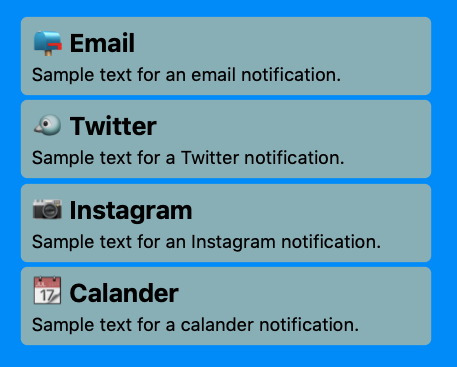 Email
Sample text for an email notification.
Twitter
Sample text for a Twitter notification.
Instagram
Sample text for an Instagram notification.
17 Calander
Sample text for a calander notification.